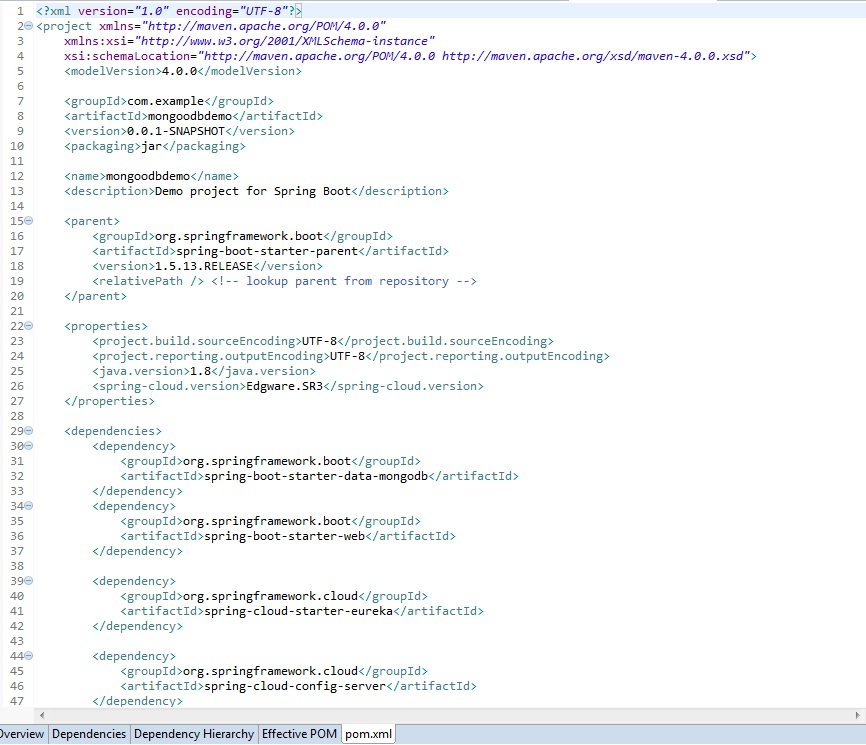 1 <?xml version="1.0" encoding="UTF-8"?>
2 <project xmlns="http://maven.apache.org/POM/4.0.0"
3     xmlns:xsi="http://www.w3.org/2001/XMLSchema-instance"
4     xsi:schemaLocation="http://maven.apache.org/POM/4.0.0 http://maven.apache.org/xsd/maven-4.0.0.xsd">
5     <modelVersion>4.0.0</modelVersion>
6
7     <groupId>com.example</groupId>
8     <artifactId>mongoodbdemo</artifactId>
9     <version>0.0.1-SNAPSHOT</version>
10     <packaging>jar</packaging>
11
12     <name>mongoodbdemo</name>
13     <description>Demo project for Spring Boot</description>
14
15     <parent>
16         <groupId>org.springframework.boot</groupId>
17         <artifactId>spring-boot-starter-parent</artifactId>
18         <version>1.5.13.RELEASE</version>
19         <relativePath /> <!-- lookup parent from repository -->
20     </parent>
21
22     <properties>
23         <project.build.sourceEncoding>UTF-8</project.build.sourceEncoding>
24         <project.reporting.outputEncoding>UTF-8</project.reporting.outputEncoding>
25         <java.version>1.8</java.version>
26         <spring-cloud.version>Edgware.SR3</spring-cloud.version>
27     </properties>
28
29     <dependencies>
30         <dependency>
31             <groupId>org.springframework.boot</groupId>
32             <artifactId>spring-boot-starter-data-mongodb</artifactId>
33         </dependency>
34         <dependency>
35             <groupId>org.springframework.boot</groupId>
36             <artifactId>spring-boot-starter-web</artifactId>
37         </dependency>
38
39         <dependency>
40             <groupId>org.springframework.cloud</groupId>
41             <artifactId>spring-cloud-starter-eureka</artifactId>
42         </dependency>
43
44         <dependency>
45             <groupId>org.springframework.cloud</groupId>
46             <artifactId>spring-cloud-config-server</artifactId>
47         </dependency>
Overview Dependencies Dependency Hierarchy Effective POM pom.xml